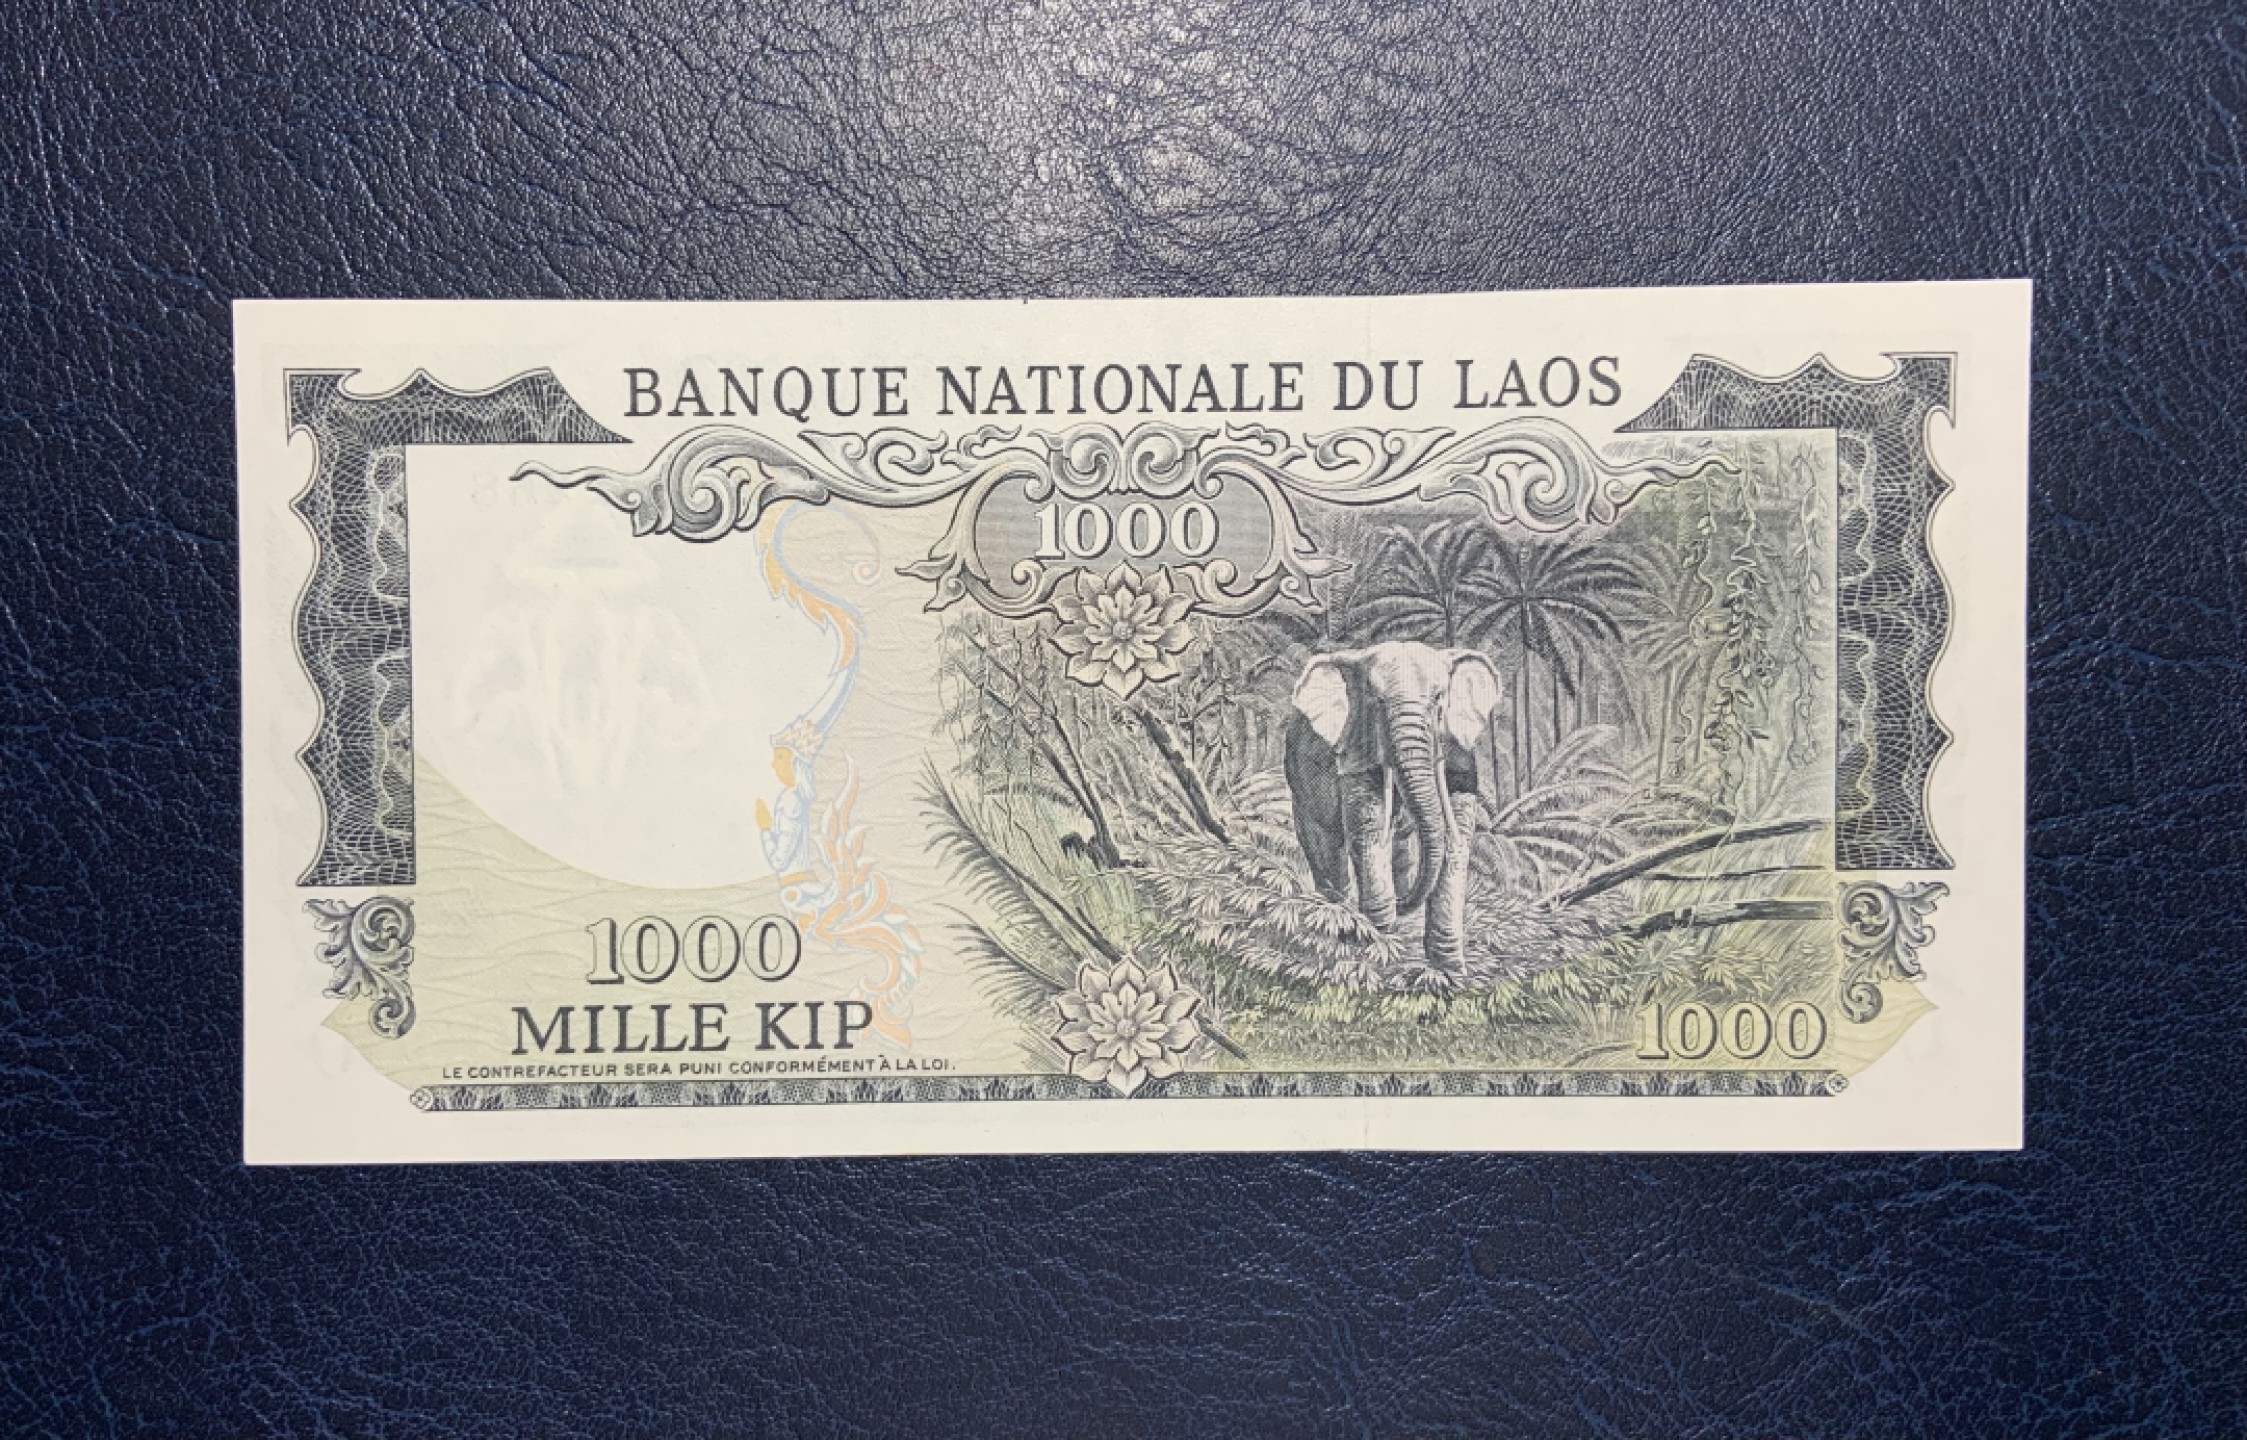 BANQUE NATIONALE DU LAOS
1000
1000
MILLE KIP
LE CONTREFACTEUR SERA PUNI CONFORMÉMENT À LA LOI.
1000